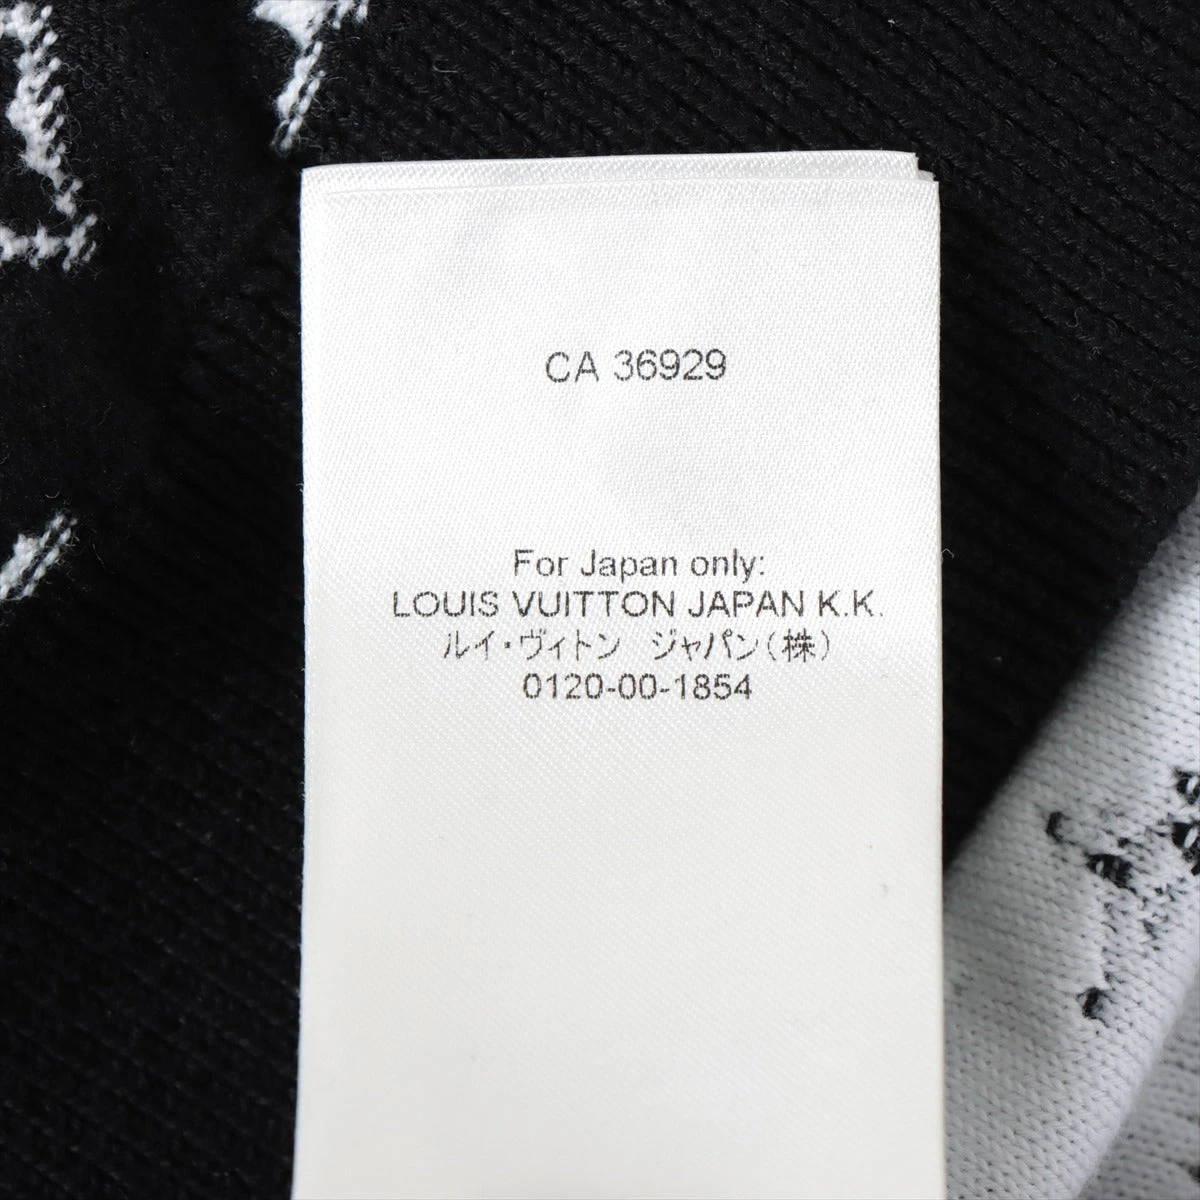 CA 36929
For Japan only:
LOUIS VUITTON JAPAN K.K.
ルイ・ヴィトン　ジャパン(株)
0120-00-1854